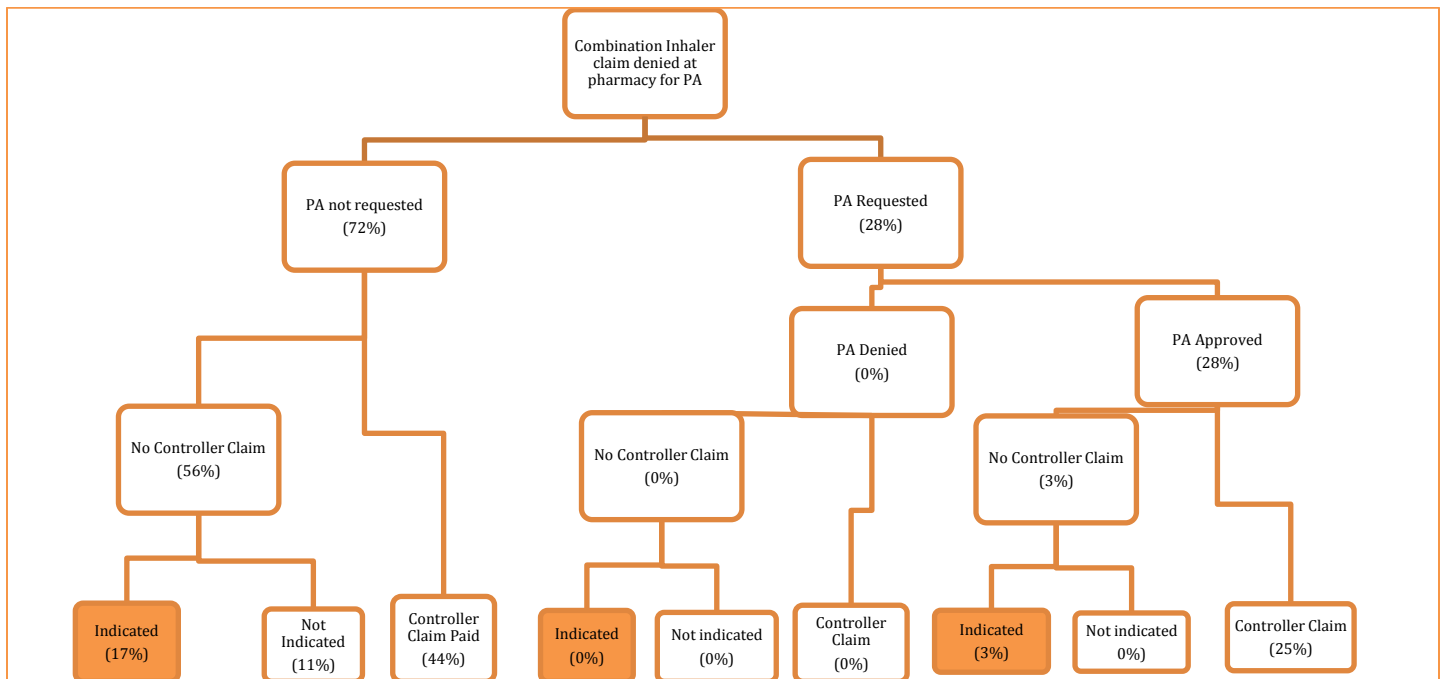 Combination Inhaler
claim denied at
pharmacy for PA
PA not requested
(72%)
PA Requested
(28%)
PA Denied
(0%)
PA Approved
(28%)
No Controller Claim
(56%)
No Controller Claim
(0%)
No Controller Claim
(3%)
Indicated
(17%)
Not
Indicated
(11%)
Controller
Claim Paid
(44%)
Indicated
(0%)
Not indicated
(0%)
Controller
Claim
(0%)
Indicated
(3%)
Not indicated
0%)
Controller Claim
(25%)